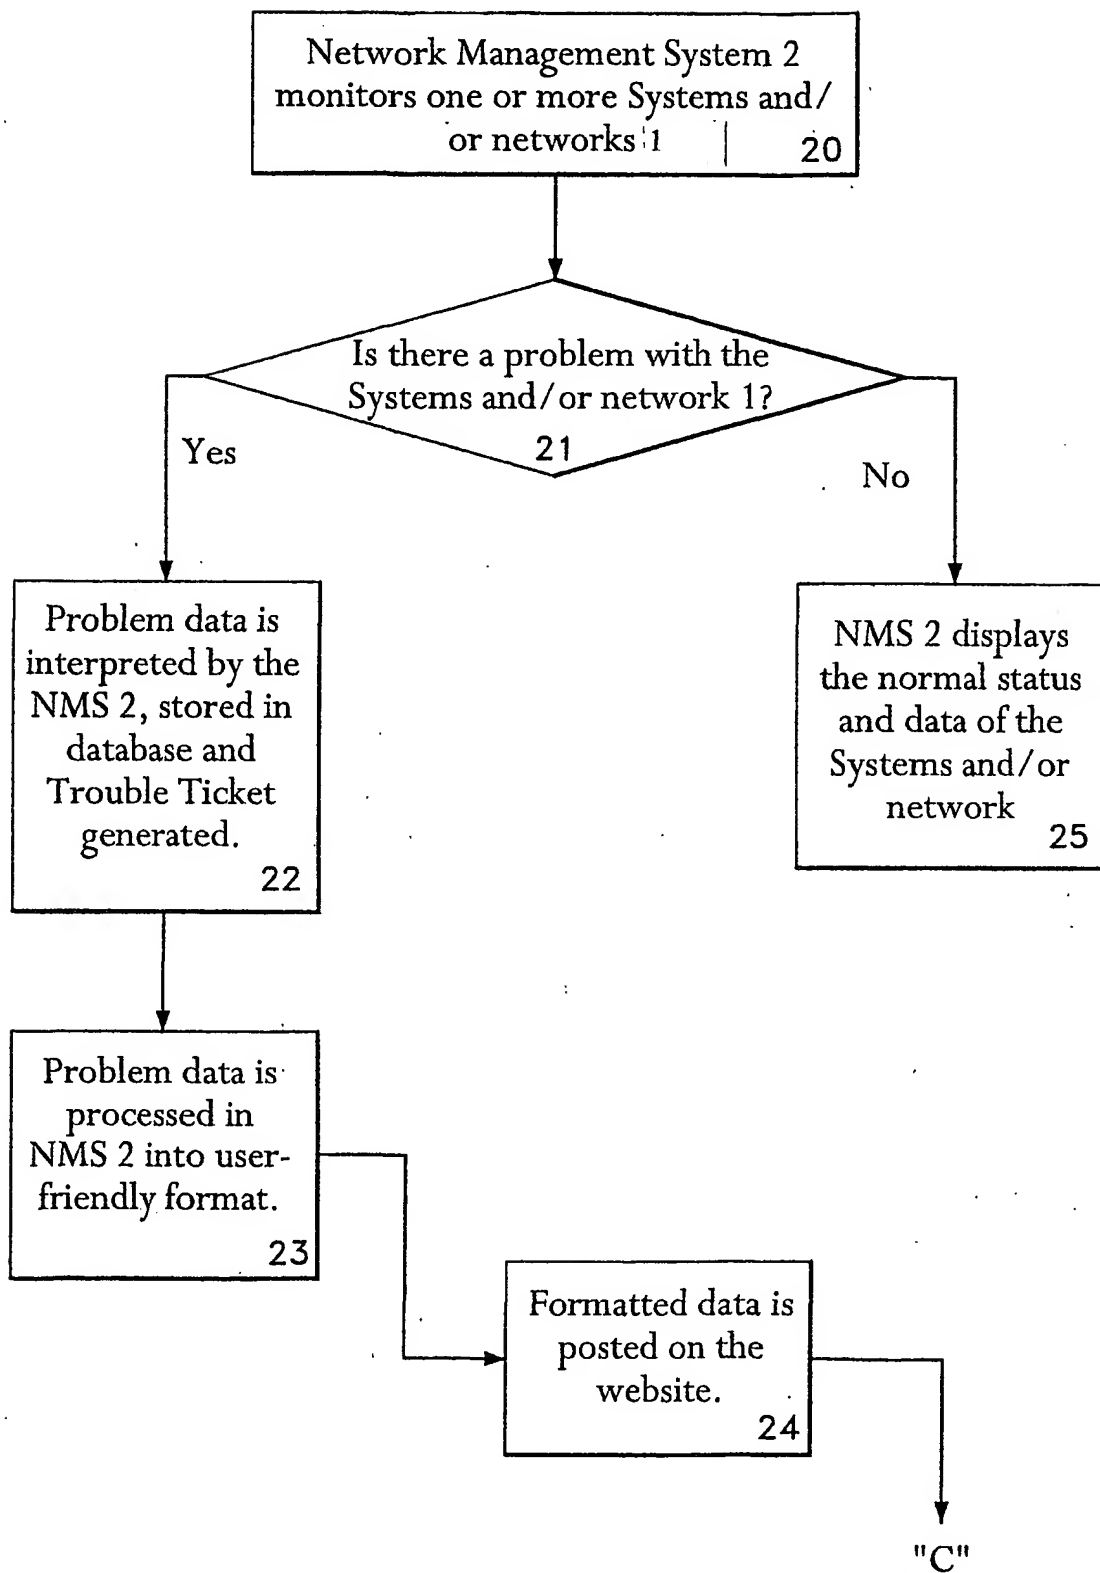 Network Management System 2
monitors one or more Systems and/
or networks 1
20
Is there a problem with the
Systems and/or network 1?
21
Yes
No
Problem data is
interpreted by the
NMS 2, stored in
database and
Trouble Ticket
generated.
22
NMS 2 displays
the normal status
and data of the
Systems and/or
network
25
Problem data is
processed in
NMS 2 into user-
friendly format.
23
Formatted data is
posted on the
website.
24
"C"